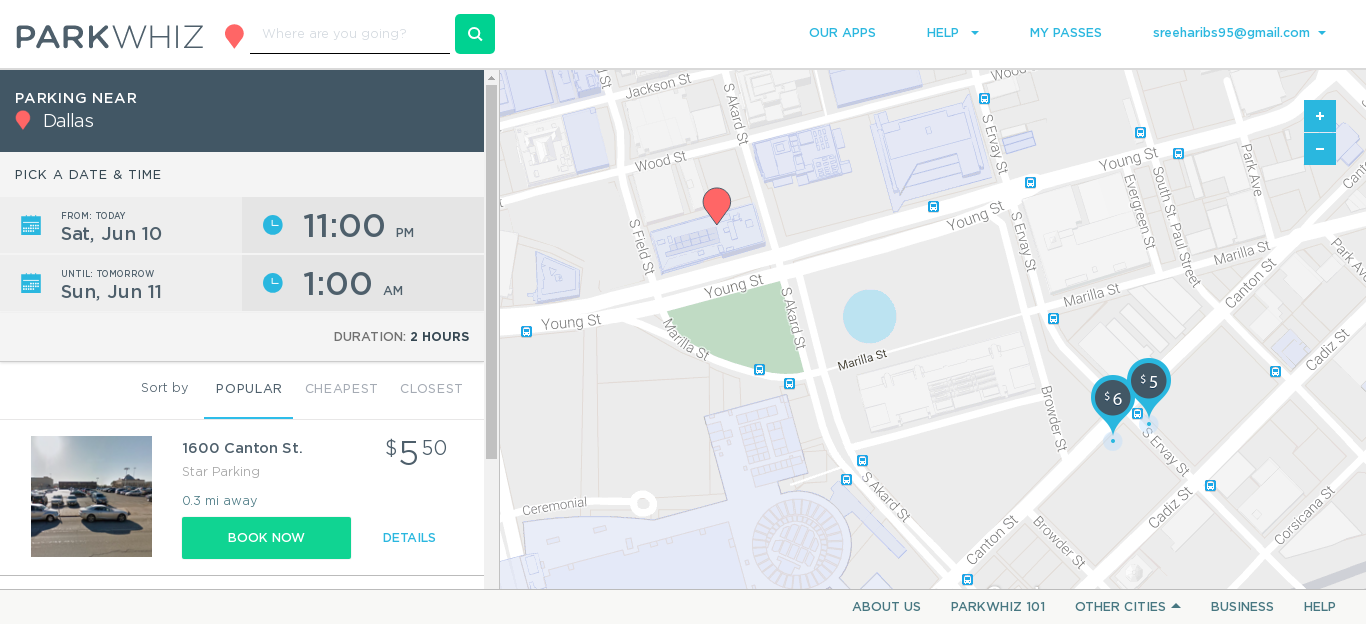 PARKWHIZ
Where are you going?
OUR APPS
HELP
MY PASSES
sreeharibs95@gmail.com
PARKING NEAR
Dallas
PICK A DATE & TIME
FROM: TODAY
Sat, Jun 10
11:00 PM
UNTIL: TOMORROW
Sun, Jun 11
1:00 AM
DURATION: 2 HOURS
Sort by
POPULAR
CHEAPEST
CLOSEST
1600 Canton St.
$5 50
Star Parking
0.3 mi away
BOOK NOW
DETAILS
Jackson St
S Akard St
Wood St
Wood
S Ervay St
Young St
Park Ave
Evergreen St
South St Paul Street
S Field St
Young St
S Ervay St
Marilla St
Park Ave
Canton St
Young St
Marilla St
Young St
S Akard St
Marilla St
Marilla St
Cadiz St
$6
$5
Browder St
S Ervay St
S Akard St
Ceremonial
Cadiz St
Corsicana St
Canton St
Browder St
+
−
ABOUT US
PARKWHIZ 101
OTHER CITIES
BUSINESS
HELP